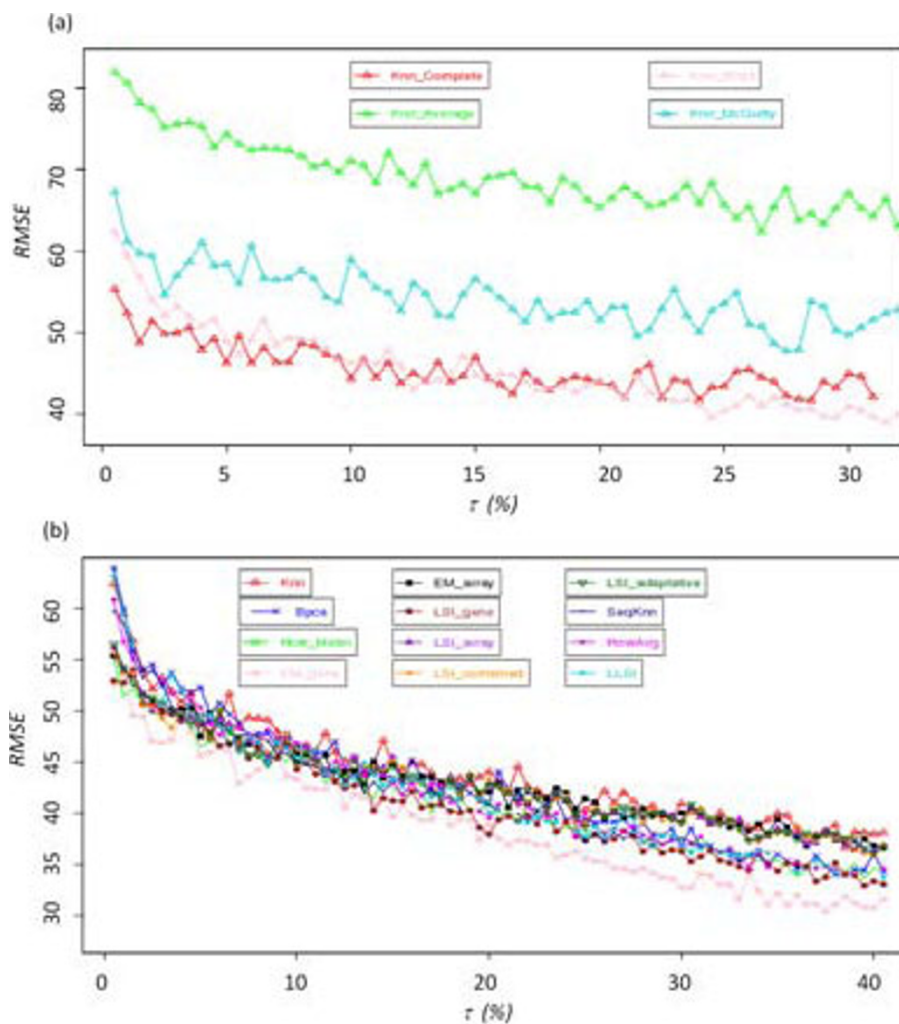 (a)
Knn_Complete
Knn_Ward
Knn_Average
Knn_McQuitty
80
70
60
50
40
RMSE
0 5 10 15 20 25 30
τ (%)
(b)
Knn EM_array LSI_adaptative
Bpca LSI_gene SeqKnn
LSI_array RowAvg
EM_gene LSI_combined LLSI
60
55
50
45
40
35
30
RMSE
0 10 20 30 40
τ (%)